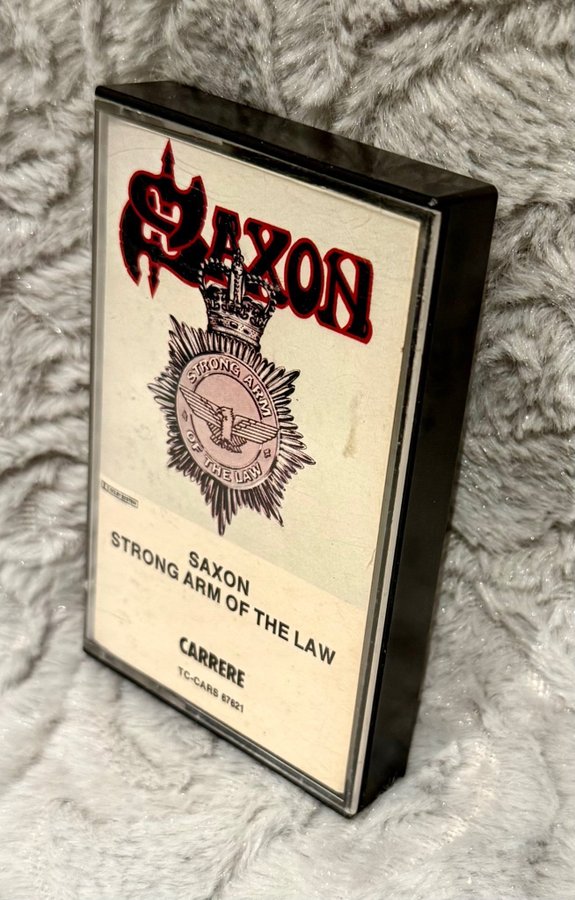 SAXON
STRONG ARM
OF THE LAW
SAXON
STRONG ARM OF THE LAW
CARRERE
TC-CARS 67621